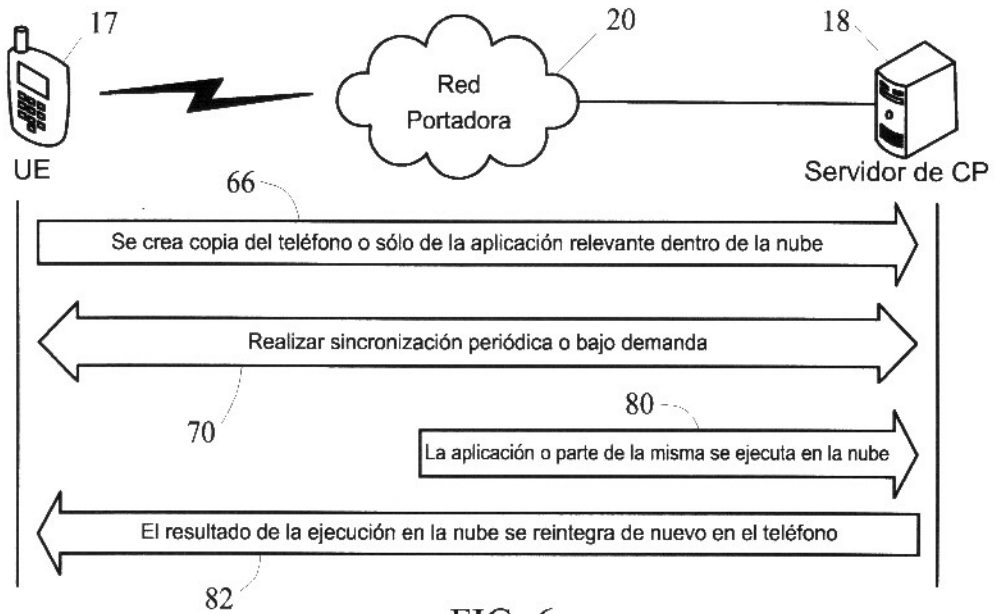 17
20
18
Red
Portadora
UE
Servidor de CP
66
Se crea copia del teléfono o sólo de la aplicación relevante dentro de la nube
Realizar sincronización periódica o bajo demanda
70
80
La aplicación o parte de la misma se ejecuta en la nube
El resultado de la ejecución en la nube se reintegra de nuevo en el teléfono
82